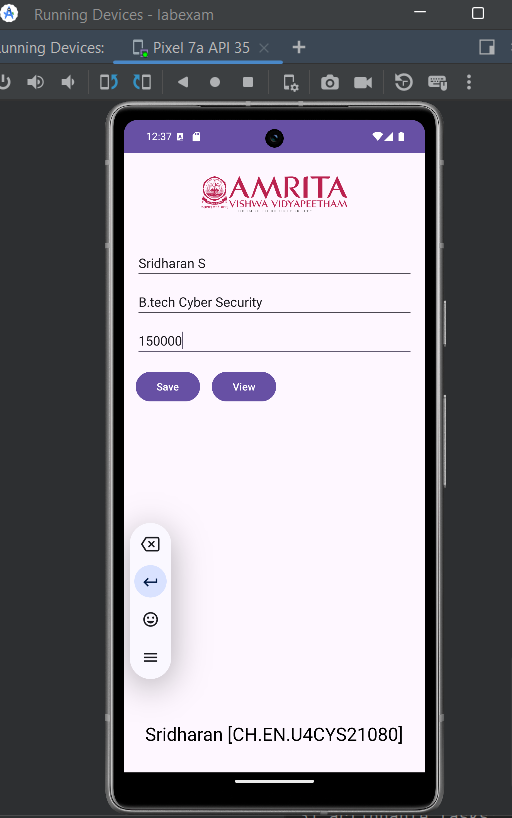 Running Devices - labexam
unning Devices:
Pixel 7a API 35
12:37
AMRITA
VISHWA VIDYAPEETHAM
Sridharan S
B.tech Cyber Security
150000
Save
View
Sridharan [CH.EN.U4CYS21080]